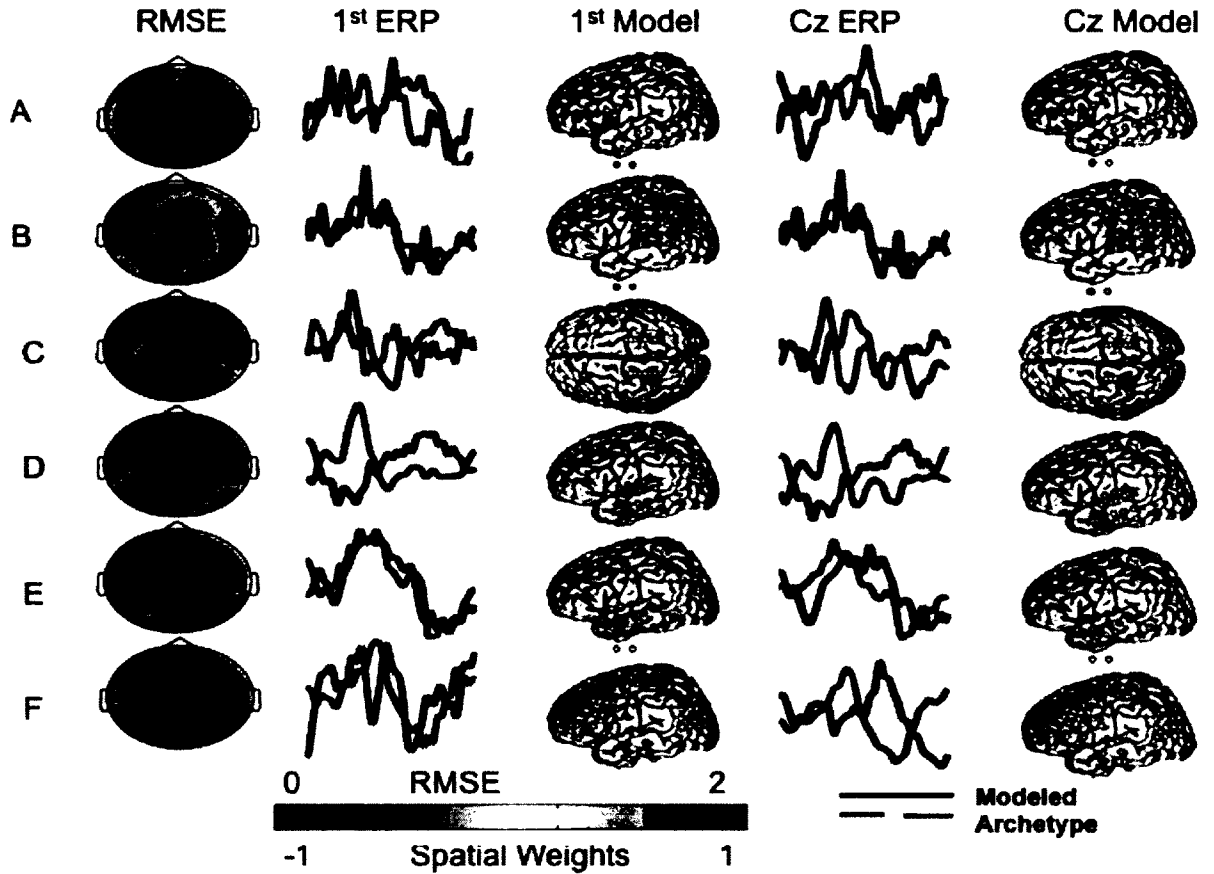 RMSE 1st ERP 1st Model Cz ERP Cz Model
A
B
C
D
E
F
0 RMSE 2
-1 Spatial Weights 1
Modeled
Archetype